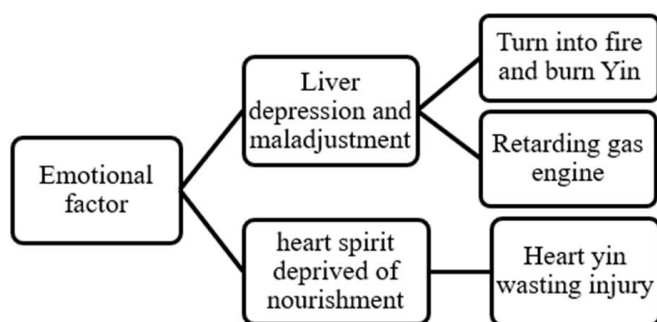 Emotional
factor
Liver
depression and
maladjustment
heart spirit
deprived of
nourishment
Turn into fire
and burn Yin
Retarding gas
engine
Heart yin
wasting injury